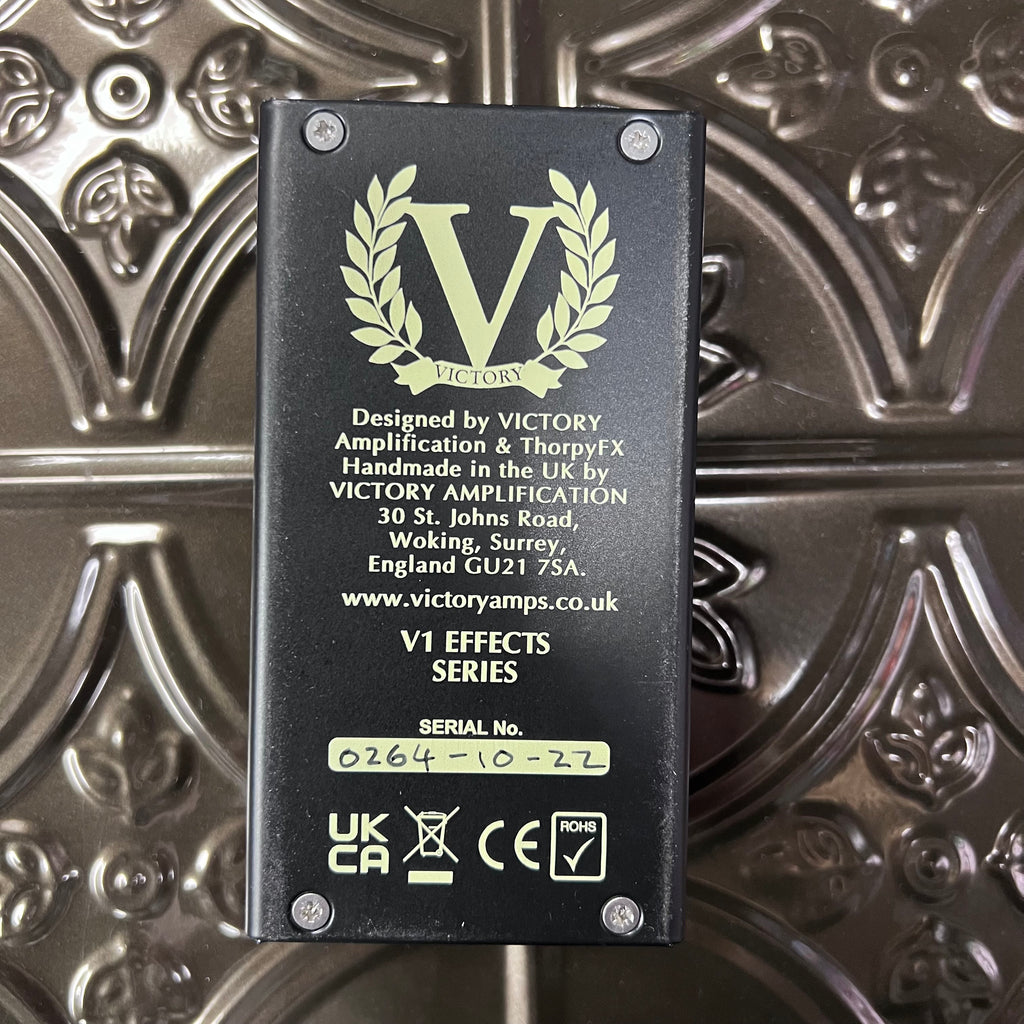 V
VICTORY
Designed by VICTORY
Amplification & ThorpyFX
Handmade in the UK by
VICTORY AMPLIFICATION
30 St. Johns Road,
Woking, Surrey,
England GU21 7SA.
www.victoryamps.co.uk
V1 EFFECTS
SERIES
SERIAL No.
0264-10-22
UK
CA
CE
ROHS